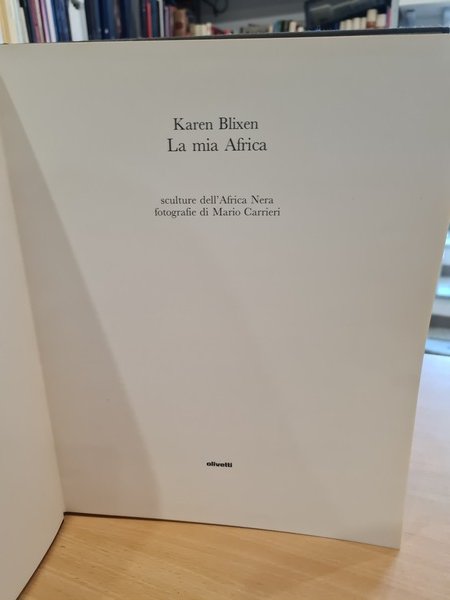 Karen Blixen
La mia Africa
sculture dell'Africa Nera
fotografie di Mario Carrieri
olivetti